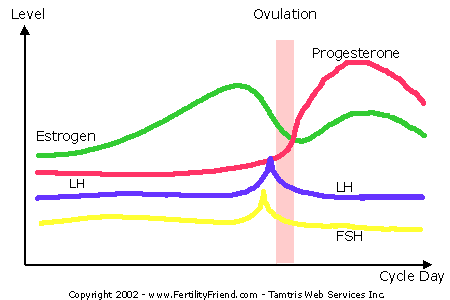 Level
Ovulation
Progesterone
Estrogen
LH
LH
FSH
Cycle Day
Copyright 2002 - www.FertilityFriend.com - Tamtris Web Services Inc.